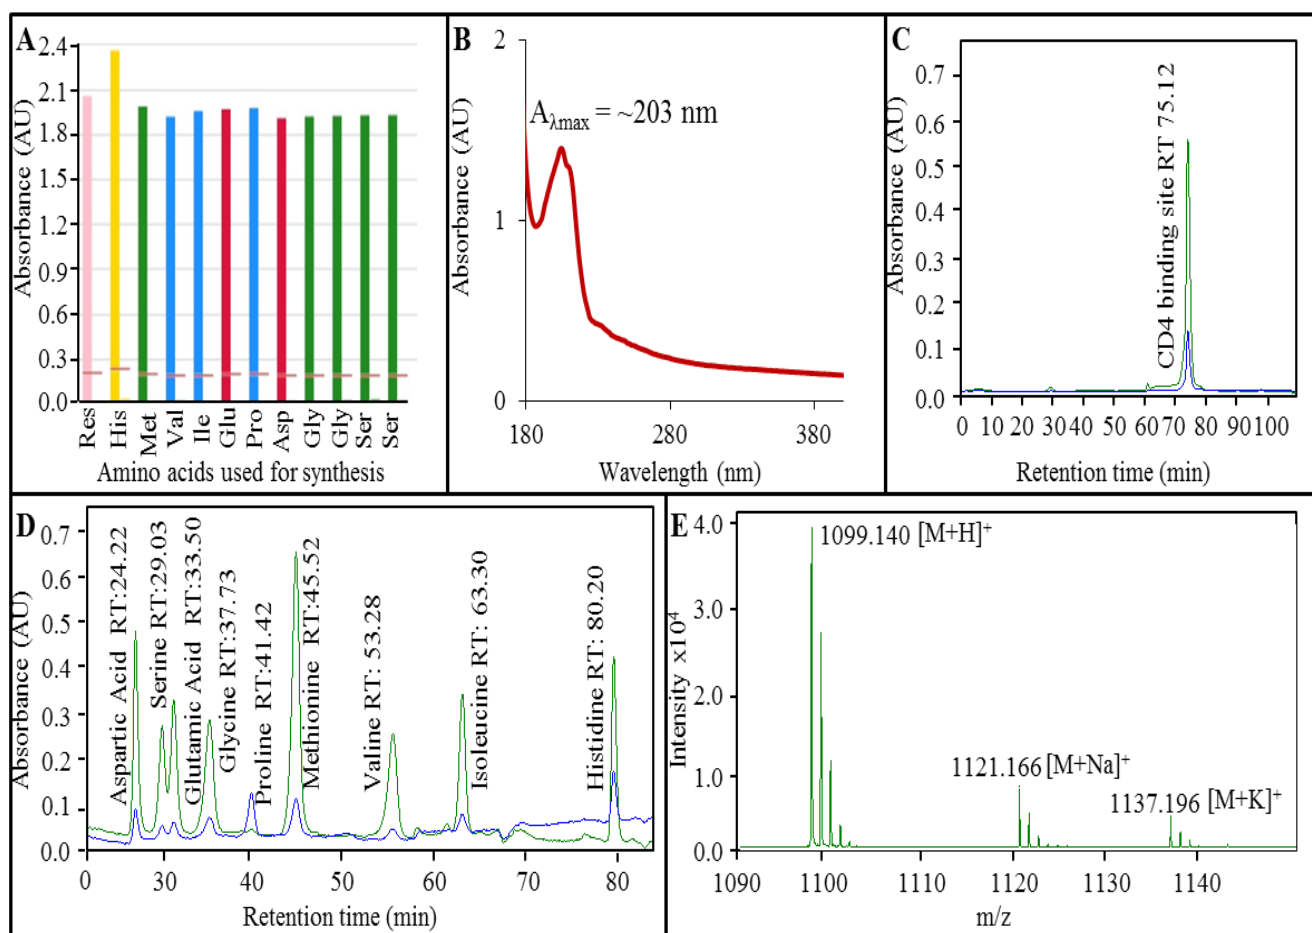 A
2.4
2.1
1.8
1.5
1.2
0.9
0.6
0.3
0.0
Absorbance (AU)
Res
His
Met
Val
Ile
Glu
Pro
Asp
Gly
Gly
Ser
Ser
Amino acids used for synthesis
B
2
1
0
Absorbance (AU)
Aλmax = ~203 nm
180 280 380
Wavelength (nm)
C
0.7
0.6
0.5
0.4
0.3
0.2
0.1
0.0
Absorbance (AU)
CD4 binding site RT 75.12
0 10 20 30 40 50 60 70 80 90 100
Retention time (min)
D
0.7
0.6
0.5
0.4
0.3
0.2
0.1
0.0
Absorbance (AU)
Aspartic Acid RT:24.22
Serine RT:29.03
Glutamic Acid RT:33.50
Glycine RT:37.73
Proline RT:41.42
Methionine RT:45.52
Valine RT: 53.28
Isoleucine RT: 63.30
Histidine RT: 80.20
0 30 40 50 60 70 80
Retention time (min)
E
4.0
3.0
2.0
1.0
0.0
Intensity x10⁴
1099.140 [M+H]⁺
1121.166 [M+Na]⁺
1137.196 [M+K]⁺
1090 1100 1110 1120 1130 1140
m/z